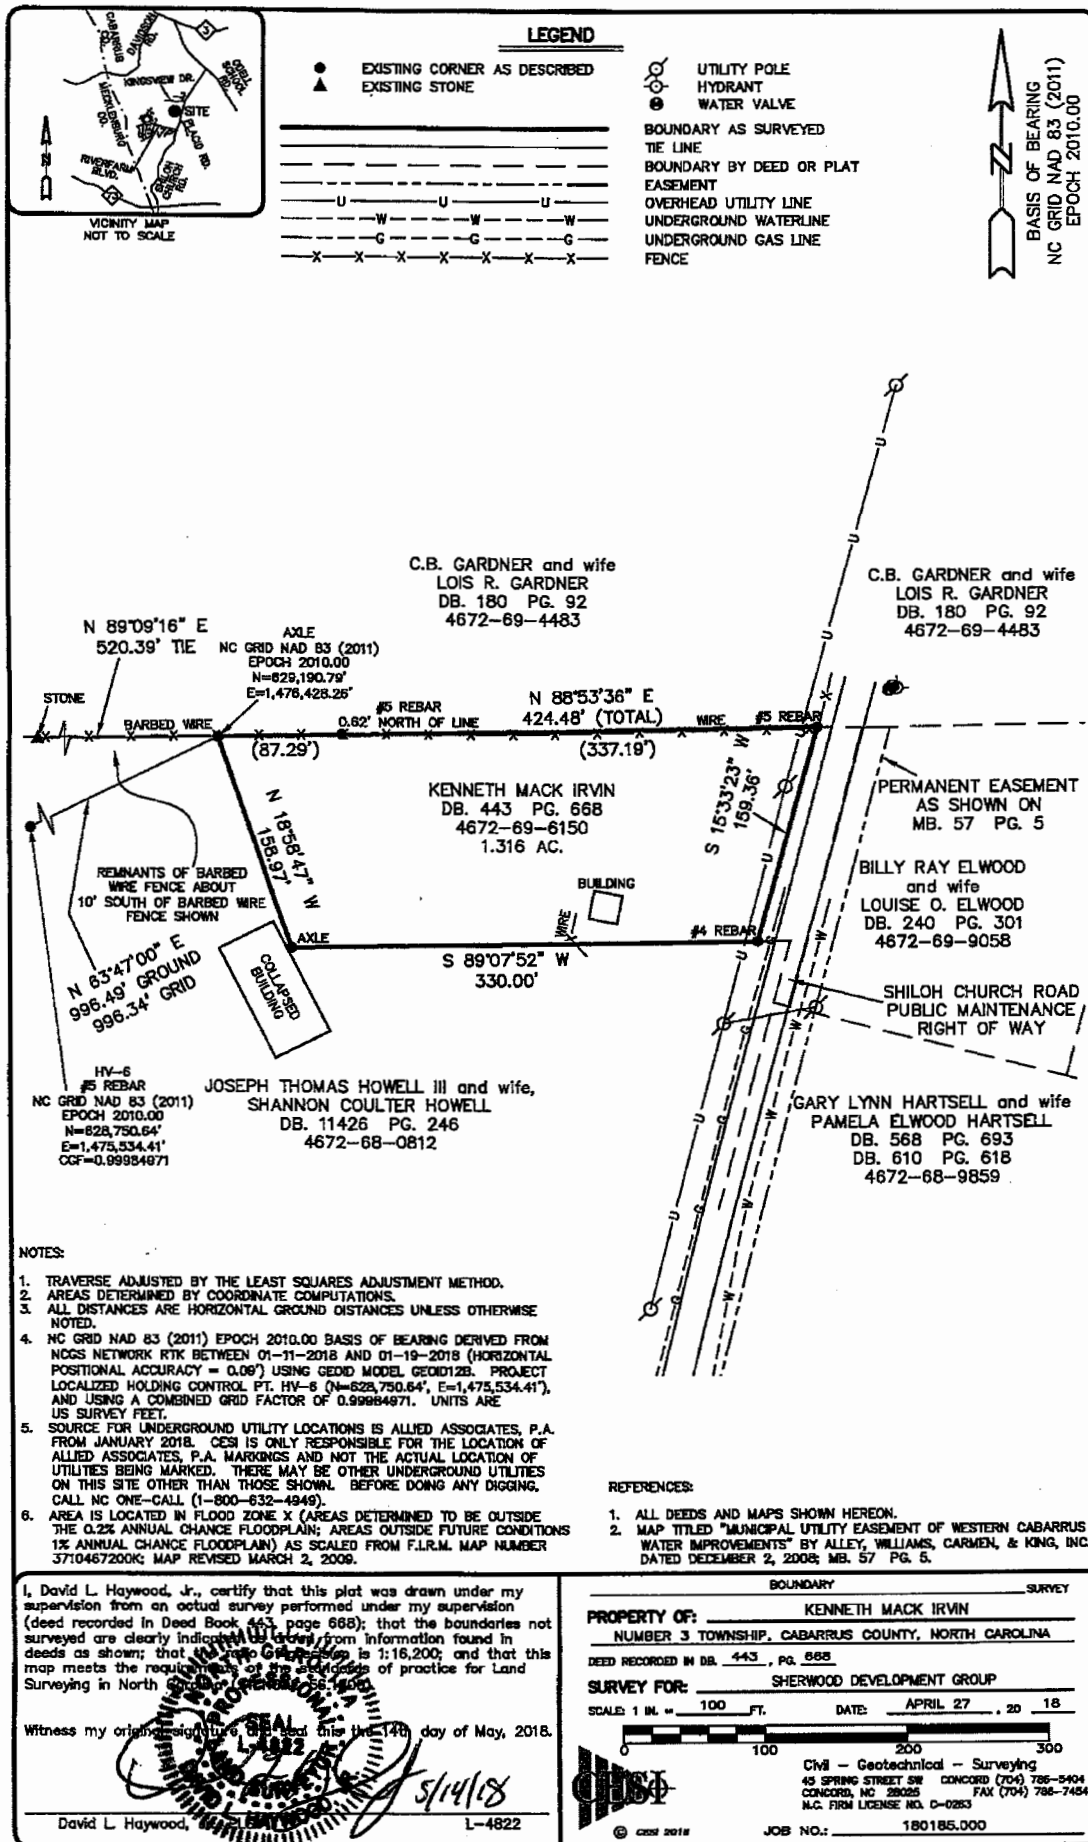 CABARRUS CO.
DAVIDSON RD.
3
ODELL SCHOOL RD.
KINGSVIEW DR.
MECKLENBURG CO.
SITE
PLACID RD.
RIVERFARM BLVD.
SHILOH CHURCH RD.
N
VICINITY MAP
NOT TO SCALE
LEGEND
EXISTING CORNER AS DESCRIBED
EXISTING STONE
UTILITY POLE
HYDRANT
WATER VALVE
BOUNDARY AS SURVEYED
TIE LINE
BOUNDARY BY DEED OR PLAT
EASEMENT
U U U OVERHEAD UTILITY LINE
W W W UNDERGROUND WATERLINE
G G G UNDERGROUND GAS LINE
X X X X X X X FENCE
N
BASIS OF BEARING
NC GRID NAD 83 (2011)
EPOCH 2010.00
C.B. GARDNER and wife
LOIS R. GARDNER
DB. 180 PG. 92
4672-69-4483
C.B. GARDNER and wife
LOIS R. GARDNER
DB. 180 PG. 92
4672-69-4483
N 89°09'16" E
520.39' TIE
AXLE
NC GRID NAD 83 (2011)
EPOCH 2010.00
N=629,190.79'
E=1,476,428.26'
STONE
BARBED WIRE
#5 REBAR
0.62' NORTH OF LINE
(87.29')
N 88°53'36" E
424.48' (TOTAL)
(337.19')
WIRE
#5 REBAR
S 15°33'23" W
159.36'
N 18°58'47" W
158.97'
KENNETH MACK IRVIN
DB. 443 PG. 668
4672-69-6150
1.316 AC.
PERMANENT EASEMENT
AS SHOWN ON
MB. 57 PG. 5
REMNANTS OF BARBED
WIRE FENCE ABOUT
10' SOUTH OF BARBED WIRE
FENCE SHOWN
BUILDING
WIRE
BILLY RAY ELWOOD
and wife
LOUISE O. ELWOOD
DB. 240 PG. 301
4672-69-9058
AXLE
#4 REBAR
S 89°07'52" W
330.00'
COLLAPSED
BUILDING
N 63°47'00" E
996.49' GROUND
996.34' GRID
SHILOH CHURCH ROAD
PUBLIC MAINTENANCE
RIGHT OF WAY
HV-6
#5 REBAR
NC GRID NAD 83 (2011)
EPOCH 2010.00
N=628,750.64'
E=1,475,534.41'
CGF=0.99984971
JOSEPH THOMAS HOWELL III and wife,
SHANNON COULTER HOWELL
DB. 11426 PG. 246
4672-68-0812
GARY LYNN HARTSELL and wife
PAMELA ELWOOD HARTSELL
DB. 568 PG. 693
DB. 610 PG. 618
4672-68-9859
NOTES:
1. TRAVERSE ADJUSTED BY THE LEAST SQUARES ADJUSTMENT METHOD.
2. AREAS DETERMINED BY COORDINATE COMPUTATIONS.
3. ALL DISTANCES ARE HORIZONTAL GROUND DISTANCES UNLESS OTHERWISE
NOTED.
4. NC GRID NAD 83 (2011) EPOCH 2010.00 BASIS OF BEARING DERIVED FROM
NCGS NETWORK RTK BETWEEN 01-11-2018 AND 01-19-2018 (HORIZONTAL
POSITIONAL ACCURACY = 0.09') USING GEOID MODEL GEOID12B. PROJECT
LOCALIZED HOLDING CONTROL PT. HV-6 (N=628,750.64', E=1,475,534.41'),
AND USING A COMBINED GRID FACTOR OF 0.99984971. UNITS ARE
US SURVEY FEET.
5. SOURCE FOR UNDERGROUND UTILITY LOCATIONS IS ALLIED ASSOCIATES, P.A.
FROM JANUARY 2018. CESI IS ONLY RESPONSIBLE FOR THE LOCATION OF
ALLIED ASSOCIATES, P.A. MARKINGS AND NOT THE ACTUAL LOCATION OF
UTILITIES BEING MARKED. THERE MAY BE OTHER UNDERGROUND UTILITIES
ON THIS SITE OTHER THAN THOSE SHOWN. BEFORE DOING ANY DIGGING,
CALL NC ONE-CALL (1-800-632-4949).
6. AREA IS LOCATED IN FLOOD ZONE X (AREAS DETERMINED TO BE OUTSIDE
THE 0.2% ANNUAL CHANCE FLOODPLAIN; AREAS OUTSIDE FUTURE CONDITIONS
1% ANNUAL CHANCE FLOODPLAIN) AS SCALED FROM F.I.R.M. MAP NUMBER
3710467200K; MAP REVISED MARCH 2, 2009.
REFERENCES:
1. ALL DEEDS AND MAPS SHOWN HEREON.
2. MAP TITLED "MUNICIPAL UTILITY EASEMENT OF WESTERN CABARRUS
WATER IMPROVEMENTS" BY ALLEY, WILLIAMS, CARMEN, & KING, INC.
DATED DECEMBER 2, 2008; MB. 57 PG. 5.
I, David L. Haywood, Jr., certify that this plat was drawn under my
supervision from an actual survey performed under my supervision
(deed recorded in Deed Book 443, page 668); that the boundaries not
surveyed are clearly indicated as drawn from information found in
deeds as shown; that the ratio of precision is 1:16,200; and that this
map meets the requirements of the standards of practice for Land
Surveying in North Carolina
Witness my original signature and seal this the 14th day of May, 2018.
NORTH CAROLINA
PROFESSIONAL
SEAL
L-4822
LAND SURVEYOR
DAVID L. HAYWOOD, JR.
5/14/18
David L. Haywood, L-4822
BOUNDARY SURVEY
PROPERTY OF: KENNETH MACK IRVIN
NUMBER 3 TOWNSHIP, CABARRUS COUNTY, NORTH CAROLINA
DEED RECORDED IN DB. 443, PG. 668
SURVEY FOR: SHERWOOD DEVELOPMENT GROUP
SCALE: 1 IN. = 100 FT. DATE: APRIL 27, 20 18
0 100 200 300
CESI
Civil - Geotechnical - Surveying
45 SPRING STREET SW CONCORD (704) 786-5404
CONCORD, NC 28025 FAX (704) 786-7454
N.C. FIRM LICENSE NO. C-0263
© CESI 2018
JOB NO.: 180185.000